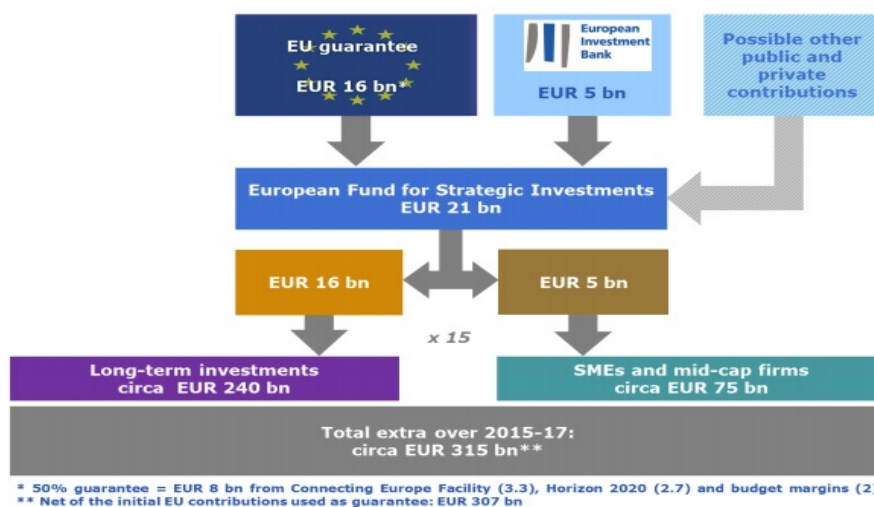 EU guarantee
EUR 16 bn*
European
Investment
Bank
EUR 5 bn
Possible other
public and
private
contributions
European Fund for Strategic Investments
EUR 21 bn
EUR 16 bn
EUR 5 bn
x 15
Long-term investments
circa EUR 240 bn
SMEs and mid-cap firms
circa EUR 75 bn
Total extra over 2015-17:
circa EUR 315 bn**
* 50% guarantee = EUR 8 bn from Connecting Europe Facility (3.3), Horizon 2020 (2.7) and budget margins (2)
** Net of the initial EU contributions used as guarantee: EUR 307 bn